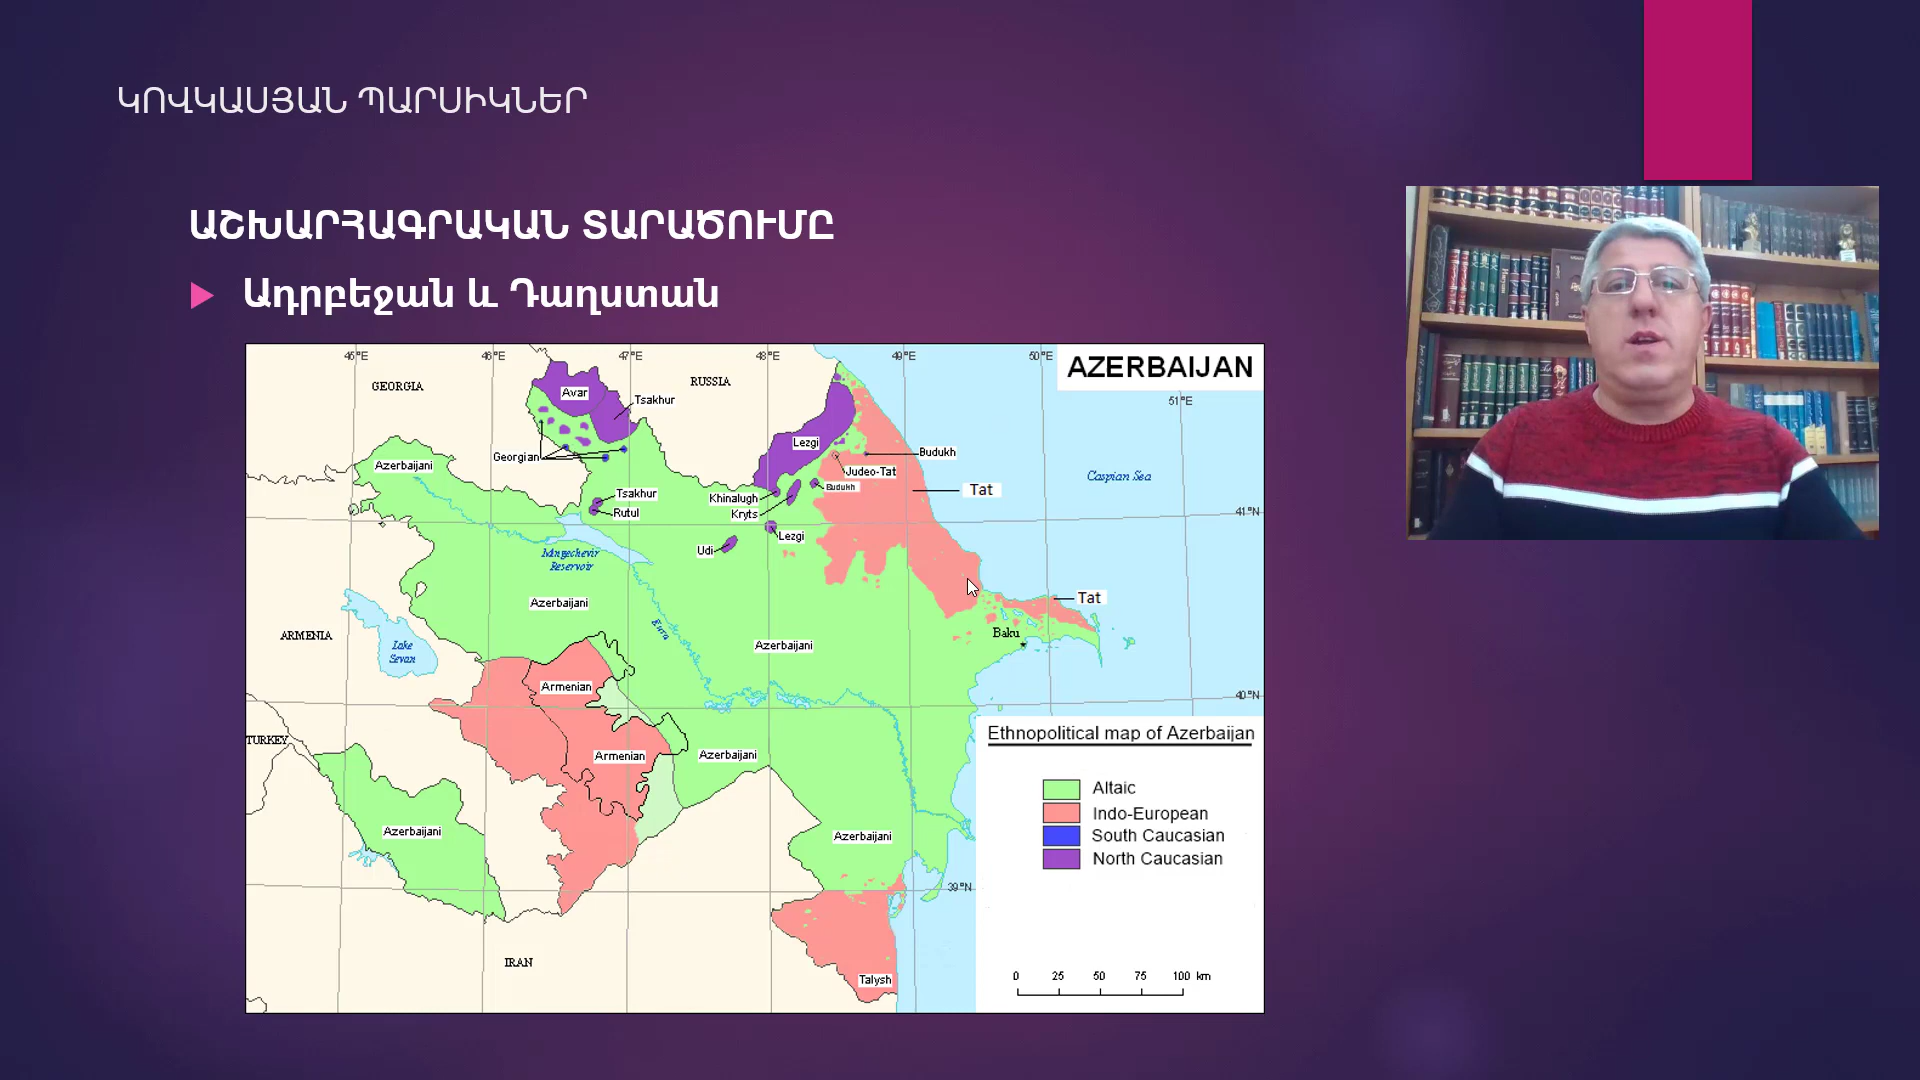 ԿՈՎԿԱՍՅԱՆ ՊԱՐՍԻԿՆԵՐ
ԱՇԽԱՐՀԱԳՐԱԿԱՆ ՏԱՐԱԾՈՒՄԸ
Ադրբեջան և Դաղստան
45°E 46°E 47°E 48°E 49°E 50°E
AZERBAIJAN
51°E
GEORGIA
RUSSIA
Avar
Tsakhur
Lezgi
Georgian
Azerbaijani
Budukh
Judeo-Tat
Budukh
Caspian Sea
Tsakhur
Khinalugh
Tat
Rutul
Kryts
41°N
Lezgi
Udi
Mingechevir
Reservoir
Azerbaijani
Tat
Kura
ARMENIA
Baku
Lake
Sevan
Azerbaijani
Armenian
40°N
TURKEY
Armenian
Azerbaijani
Ethnopolitical map of Azerbaijan
Altaic
Indo-European
South Caucasian
North Caucasian
Azerbaijani
Azerbaijani
39°N
IRAN
Talysh
0 25 50 75 100 km